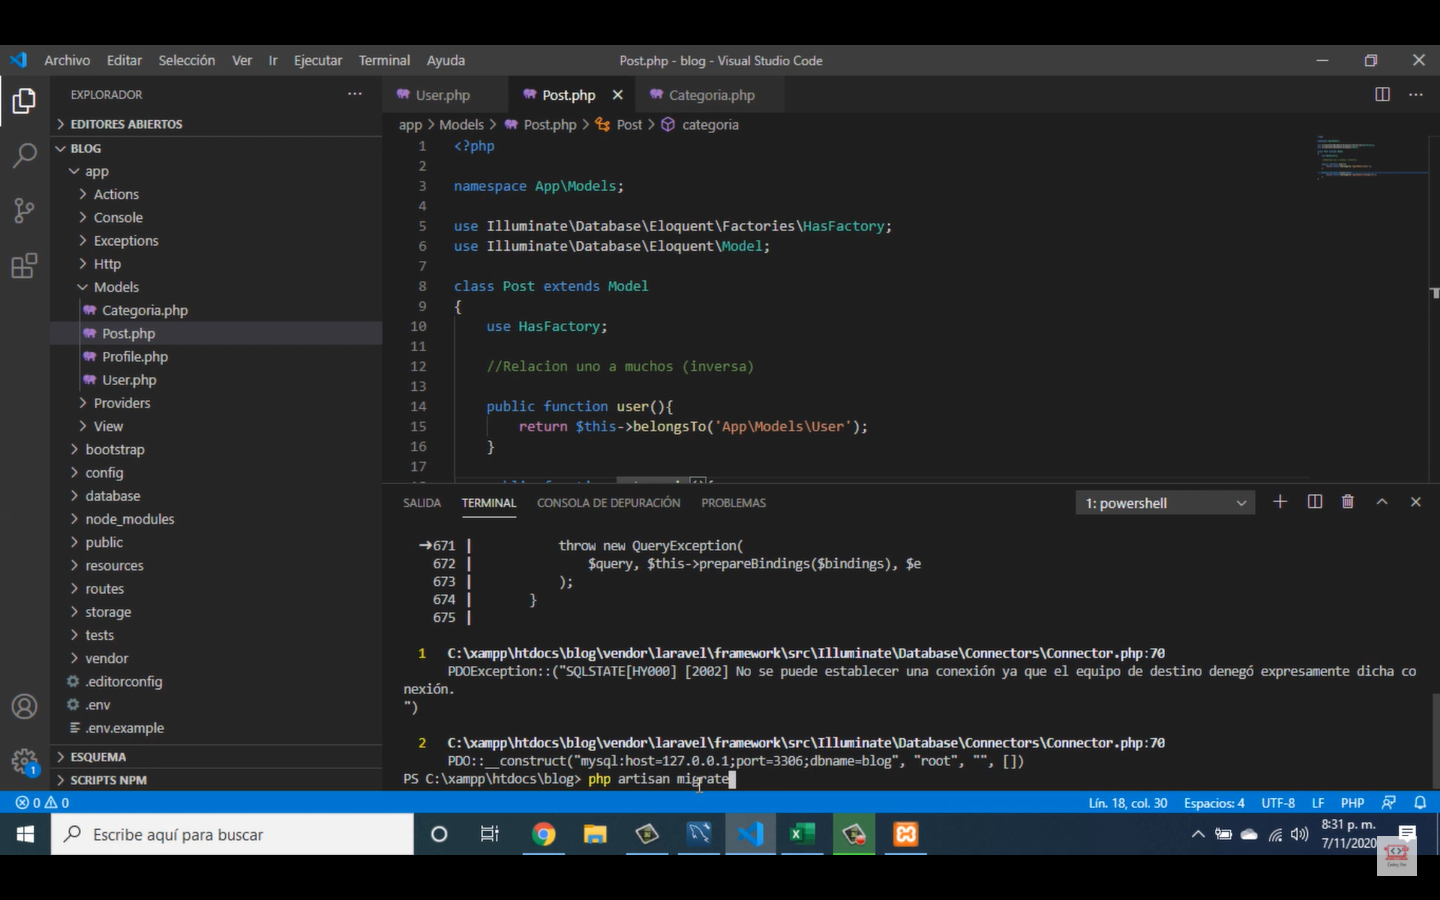 Archivo Editar Selección Ver Ir Ejecutar Terminal Ayuda
Post.php - blog - Visual Studio Code
EXPLORADOR
EDITORES ABIERTOS
BLOG
app
Actions
Console
Exceptions
Http
Models
Categoria.php
Post.php
Profile.php
User.php
Providers
View
bootstrap
config
database
node_modules
public
resources
routes
storage
tests
vendor
.editorconfig
.env
.env.example
ESQUEMA
SCRIPTS NPM
1
User.php Post.php Categoria.php
app > Models > Post.php > Post > categoria
1 <?php
2
3 namespace App\Models;
4
5 use Illuminate\Database\Eloquent\Factories\HasFactory;
6 use Illuminate\Database\Eloquent\Model;
7
8 class Post extends Model
9 {
10 use HasFactory;
11
12 //Relacion uno a muchos (inversa)
13
14 public function user(){
15 return $this->belongsTo('App\Models\User');
16 }
17
SALIDA TERMINAL CONSOLA DE DEPURACIÓN PROBLEMAS
1: powershell
➜671 | throw new QueryException(
672 | $query, $this->prepareBindings($bindings), $e
673 | );
674 | }
675 |
1 C:\xampp\htdocs\blog\vendor\laravel\framework\src\Illuminate\Database\Connectors\Connector.php:70
PDOException::("SQLSTATE[HY000] [2002] No se puede establecer una conexión ya que el equipo de destino denegó expresamente dicha co
nexión.
")
2 C:\xampp\htdocs\blog\vendor\laravel\framework\src\Illuminate\Database\Connectors\Connector.php:70
PDO::__construct("mysql:host=127.0.0.1;port=3306;dbname=blog", "root", "", [])
PS C:\xampp\htdocs\blog> php artisan migrate
0 0
Lín. 18, col. 30 Espacios: 4 UTF-8 LF PHP
Escribe aquí para buscar
8:31 p. m.
7/11/2020